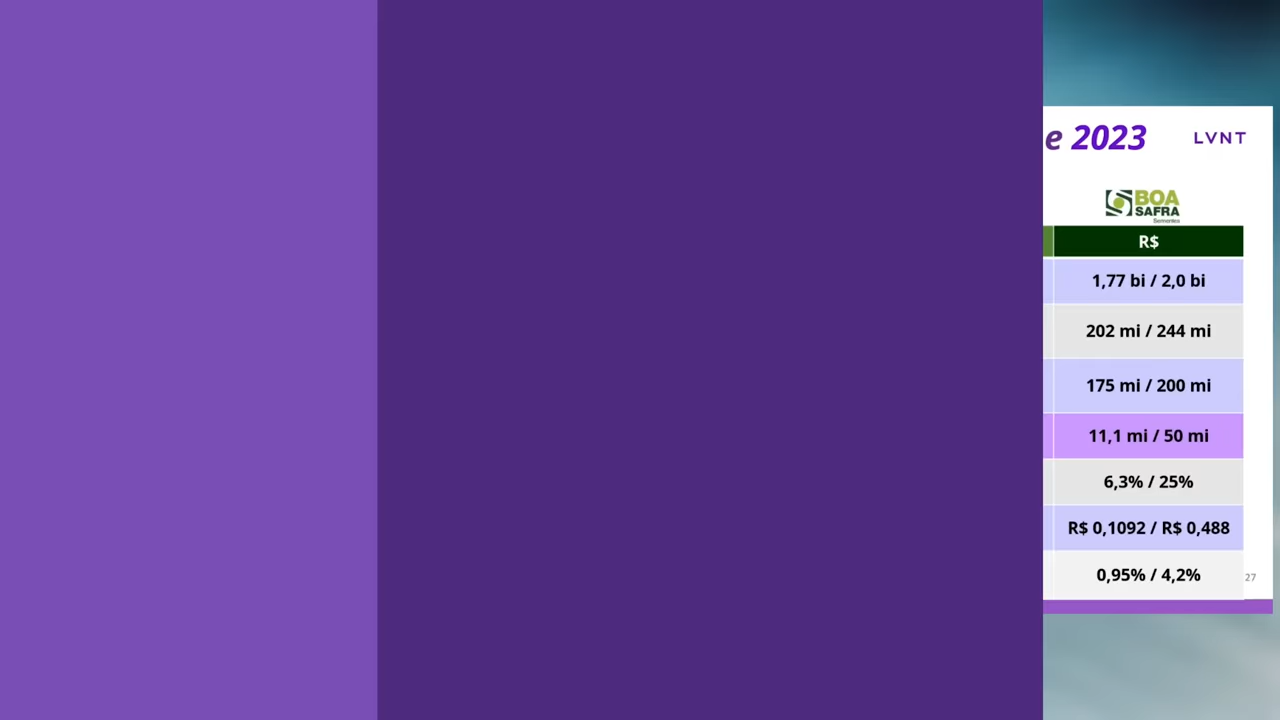 e 2023
LVNT
BOA
SAFRA
Sementes
R$
1,77 bi / 2,0 bi
202 mi / 244 mi
175 mi / 200 mi
11,1 mi / 50 mi
6,3% / 25%
R$ 0,1092 / R$ 0,488
0,95% / 4,2%
27